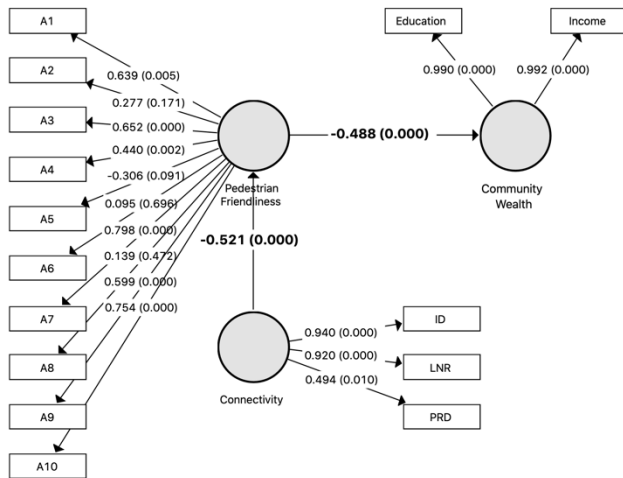 A1
A2
A3
A4
A5
A6
A7
A8
A9
A10
0.639 (0.005)
0.277 (0.171)
0.652 (0.000)
0.440 (0.002)
-0.306 (0.091)
0.095 (0.696)
0.798 (0.000)
0.139 (0.472)
0.599 (0.000)
0.754 (0.000)
Pedestrian
Friendliness
-0.488 (0.000)
Education
Income
0.990 (0.000)
0.992 (0.000)
Community
Wealth
-0.521 (0.000)
Connectivity
0.940 (0.000)
0.920 (0.000)
0.494 (0.010)
ID
LNR
PRD